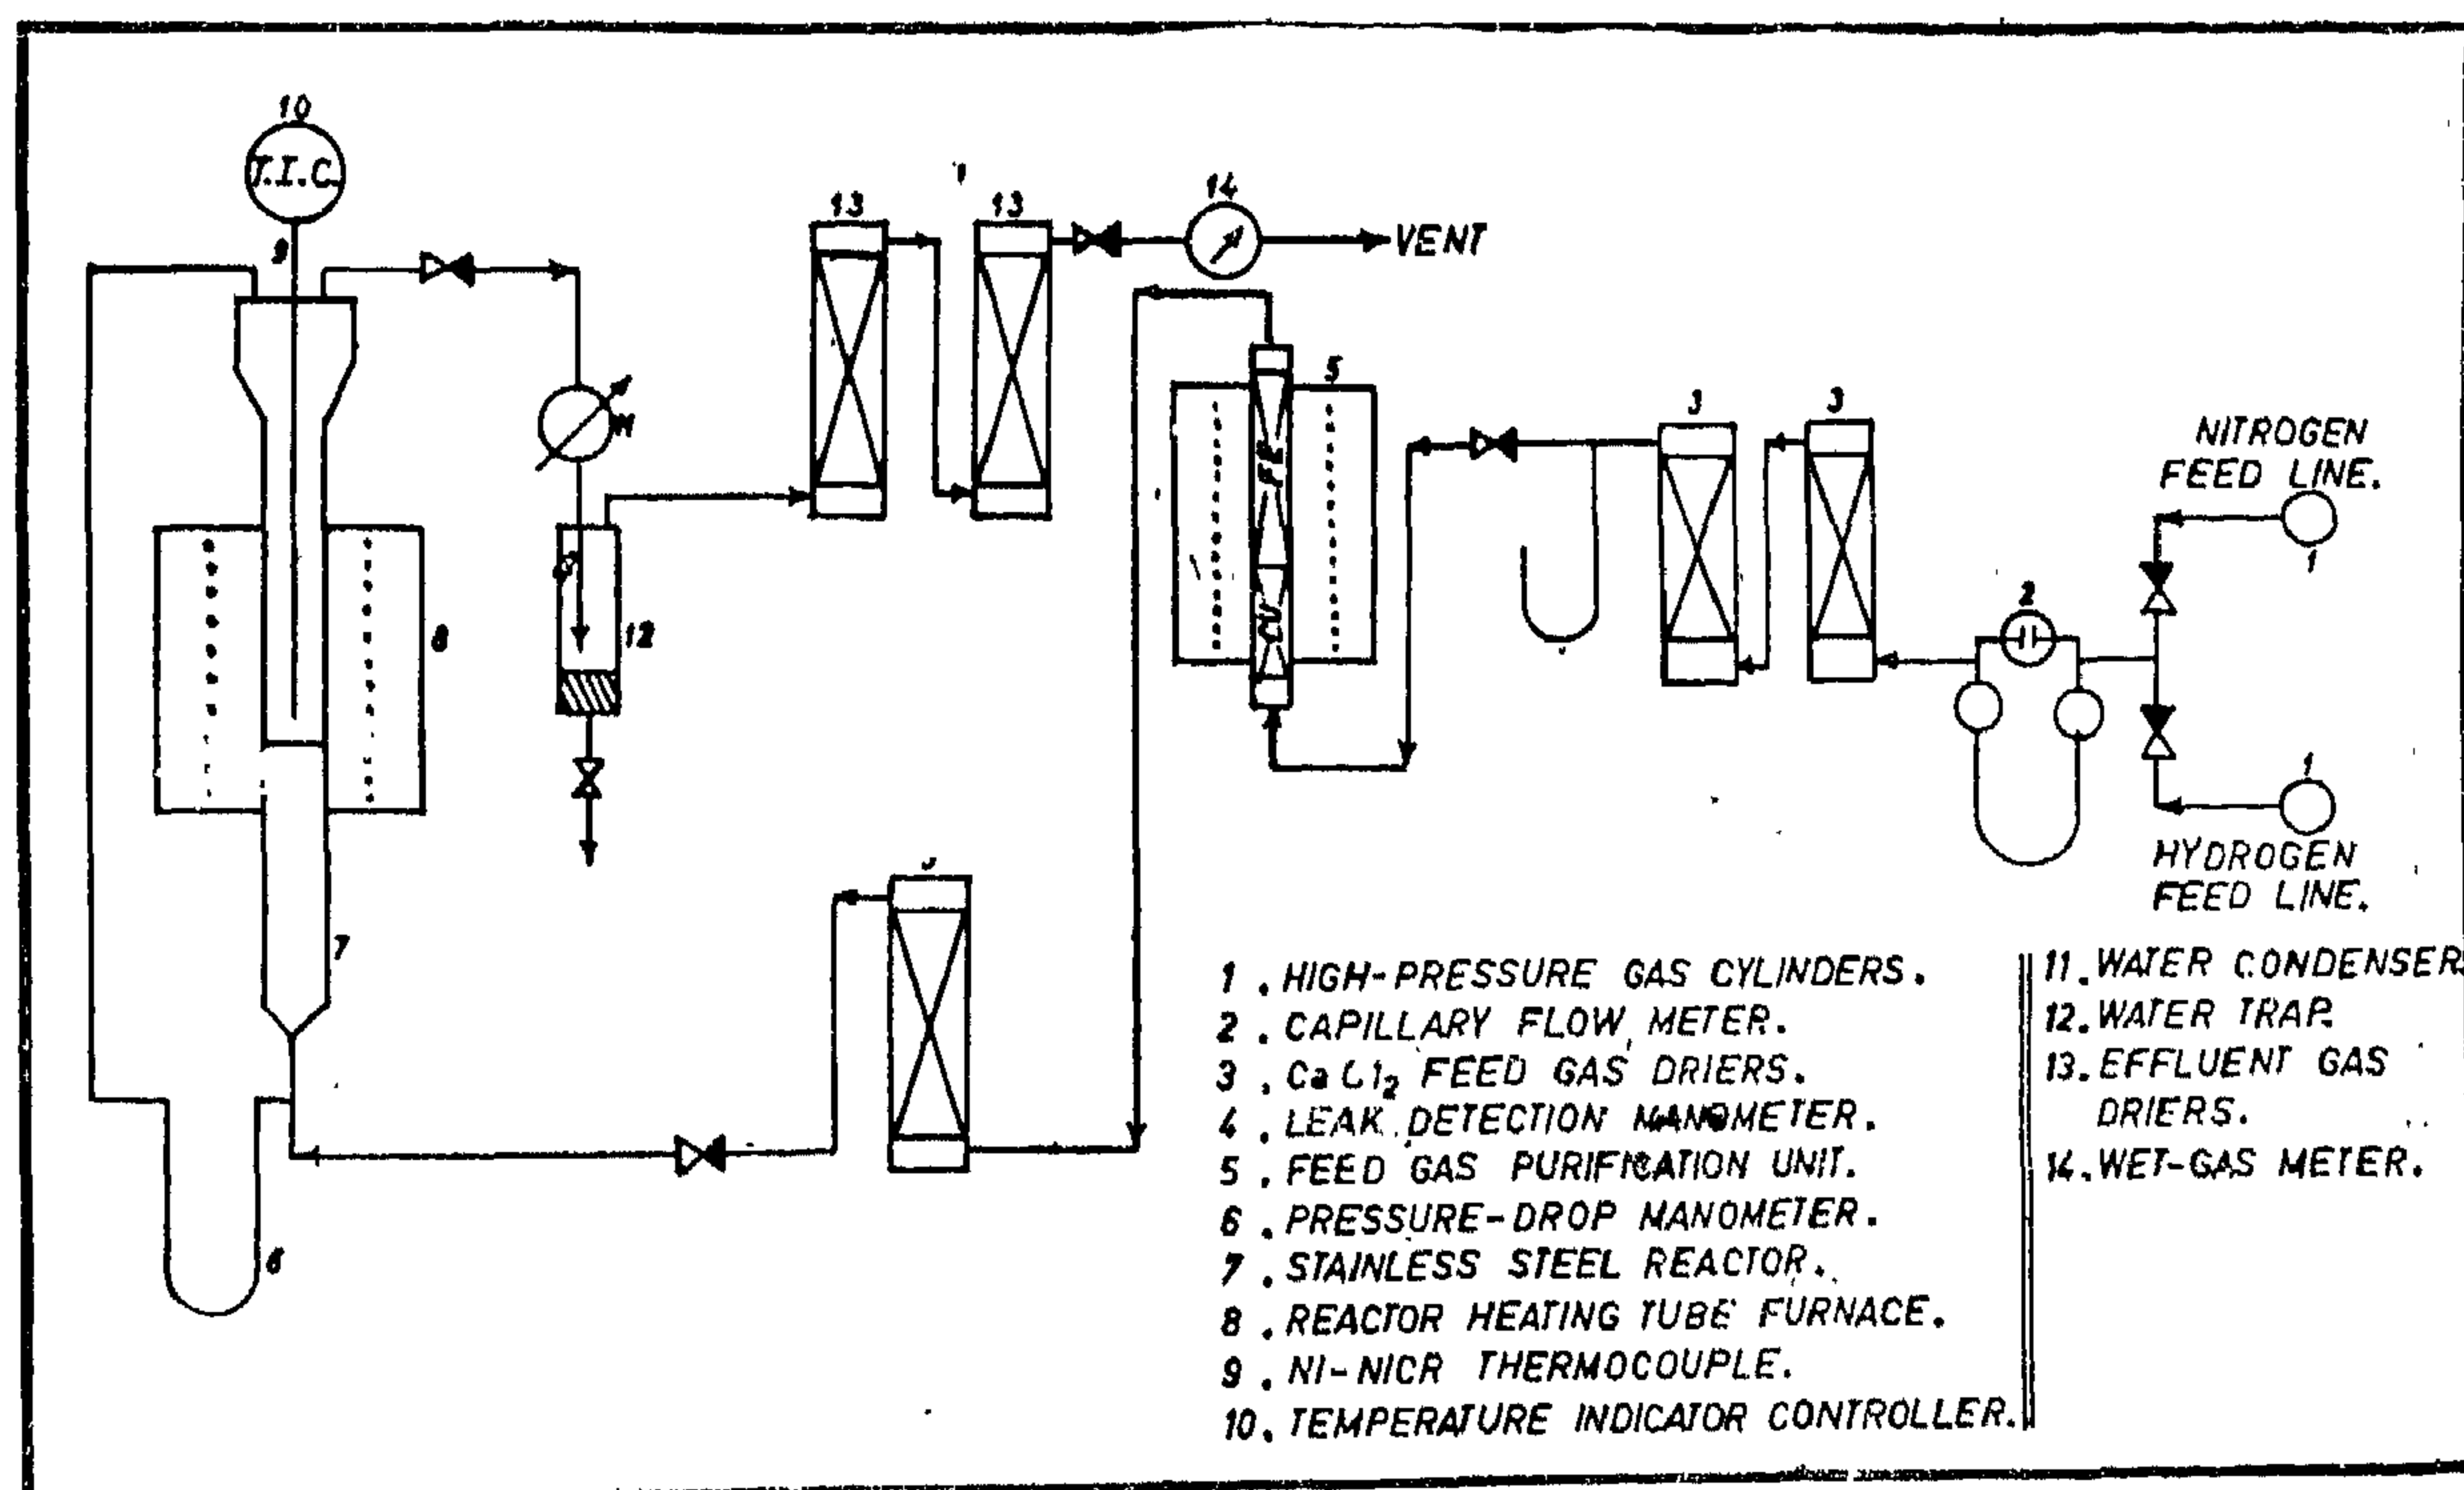 10
T.I.C.
9
8
7
6
12
13
13
14
VENT
5
FE
CU
3
3
2
NITROGEN
FEED LINE.
1
1
HYDROGEN
FEED LINE.
1 . HIGH-PRESSURE GAS CYLINDERS.
2 . CAPILLARY FLOW METER.
3 . CaCl₂ FEED GAS DRIERS.
4 . LEAK DETECTION MANOMETER.
5 . FEED GAS PURIFICATION UNIT.
6 . PRESSURE-DROP MANOMETER.
7 . STAINLESS STEEL REACTOR.
8 . REACTOR HEATING TUBE FURNACE.
9 . NI-NICR THERMOCOUPLE.
10. TEMPERATURE INDICATOR CONTROLLER.
11. WATER CONDENSER
12. WATER TRAP.
13. EFFLUENT GAS
DRIERS.
14. WET-GAS METER.